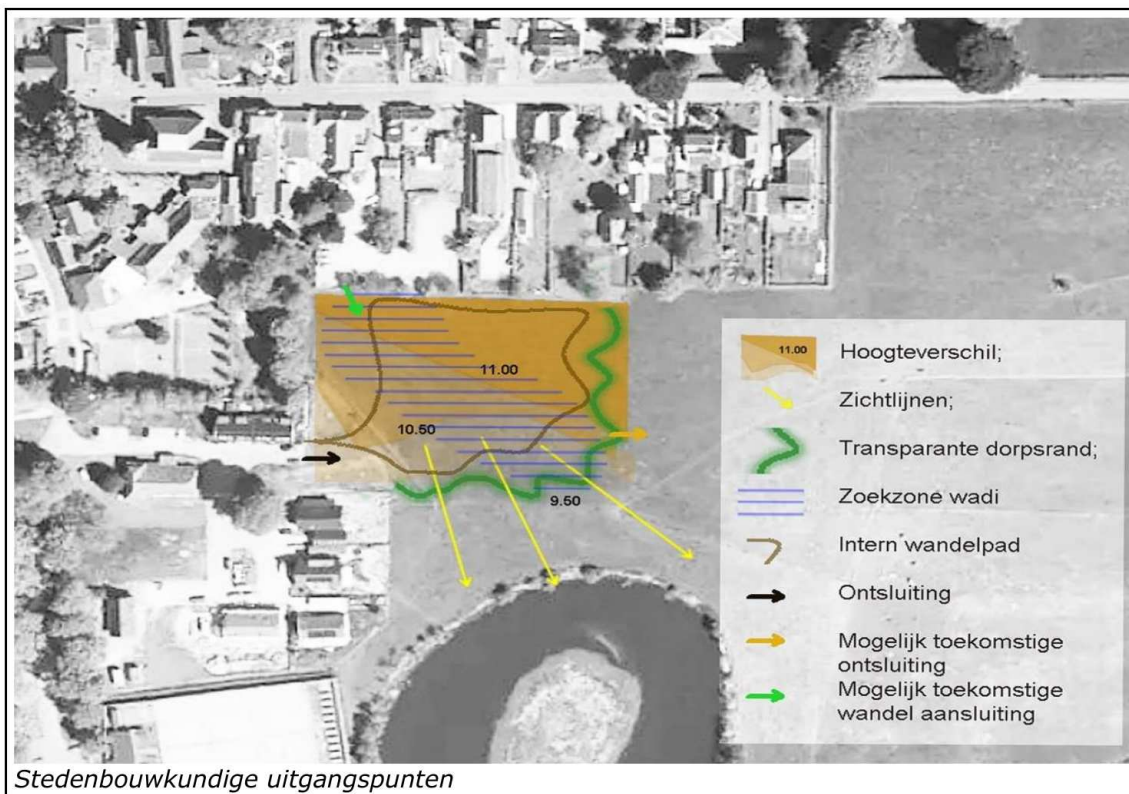 11.00
10.50
9.50
11.00
Hoogteverschil;
Zichtlijnen;
Transparante dorpsrand;
Zoekzone wadi
Intern wandelpad
Ontsluiting
Mogelijk toekomstige
ontsluiting
Mogelijk toekomstige
wandel aansluiting
Stedenbouwkundige uitgangspunten